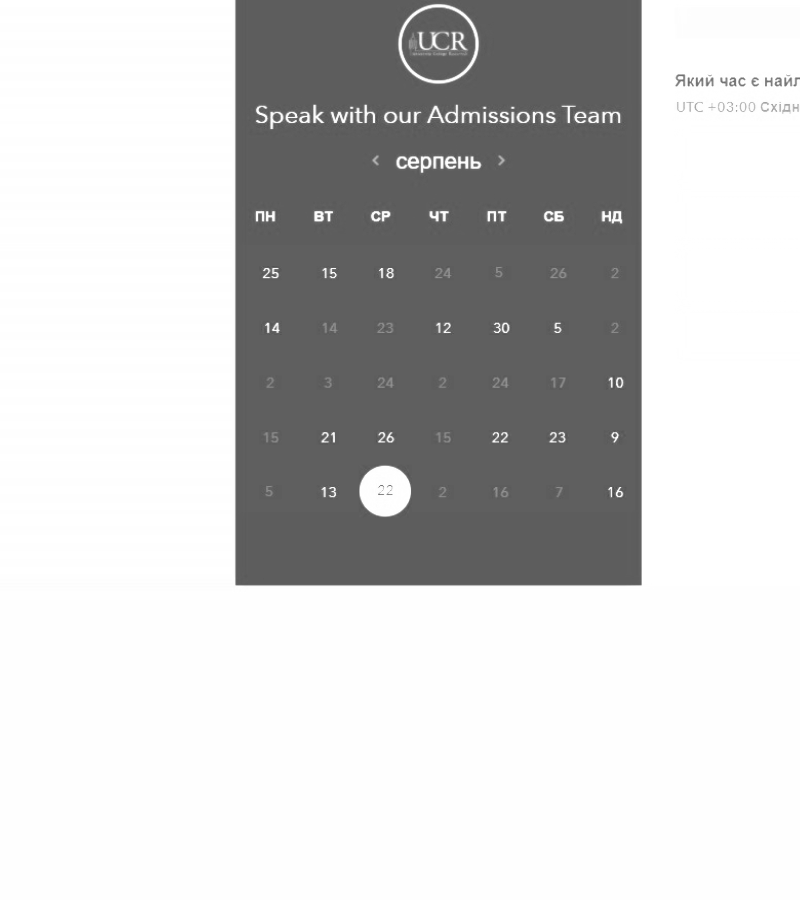 UCR
Speak with our Admissions Team
< серпень >
ПН ВТ СР ЧТ ПТ СБ НД
25 15 18 24 5 26 2
14 14 23 12 30 5 2
2 3 24 2 24 17 10
15 21 26 15 22 23 9
5 13 22 2 16 7 16
Який час є найл
UTC +03:00 Східн